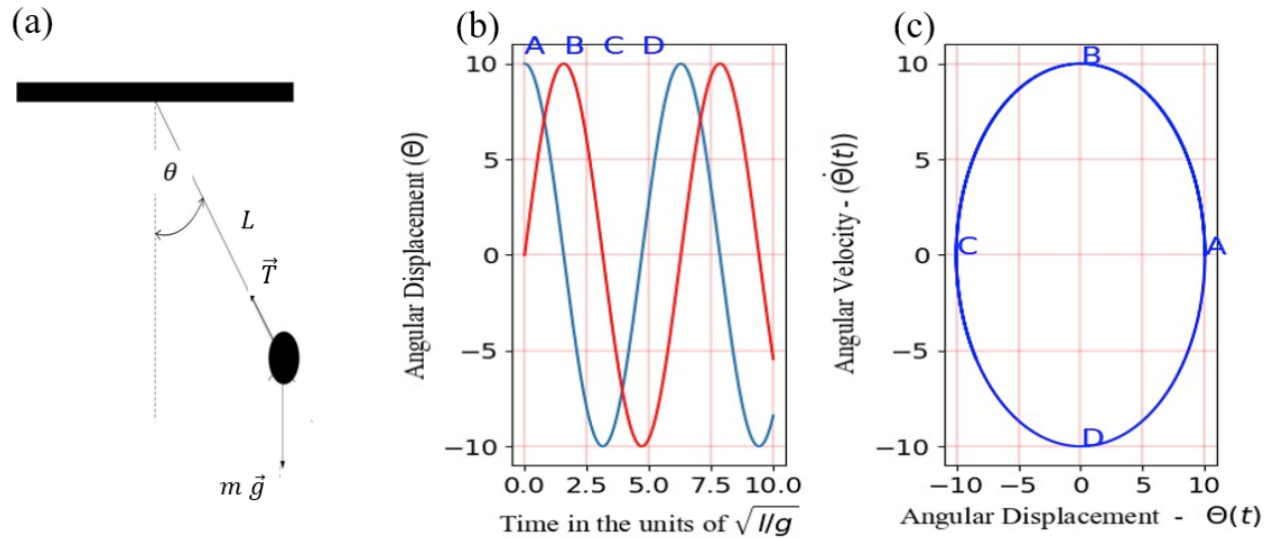 (a)
θ
L
T⃗
m g⃗
(b)
A B C D
10
5
0
−5
−10
0.0 2.5 5.0 7.5 10.0
Angular Displacement (Θ)
Time in the units of √l/g
(c)
B
A
C
D
10
5
0
−5
−10
−10 −5 0 5 10
Angular Velocity - (Θ̇(t))
Angular Displacement - Θ(t)